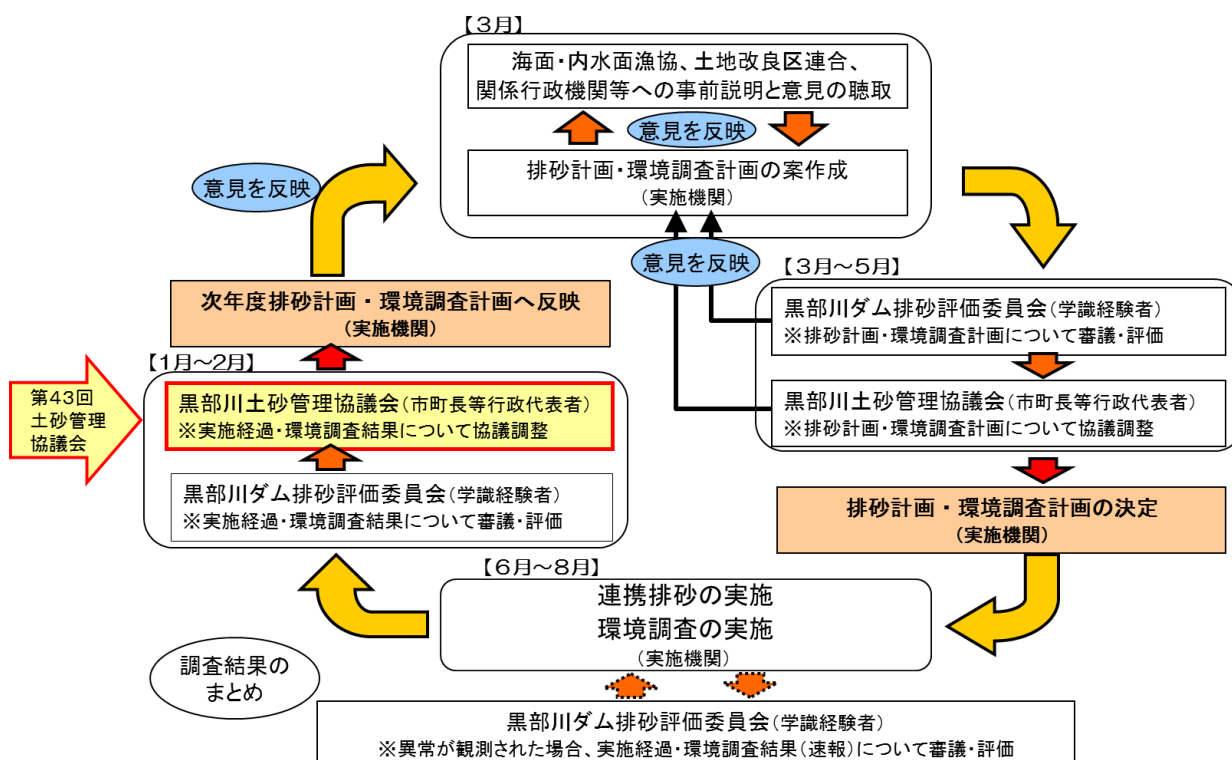 【3月】
海面・内水面漁協、土地改良区連合、
関係行政機関等への事前説明と意見の聴取
意見を反映
排砂計画・環境調査計画の案作成
(実施機関)
意見を反映
意見を反映
【3月～5月】
黒部川ダム排砂評価委員会(学識経験者)
※排砂計画・環境調査計画について審議・評価
黒部川土砂管理協議会(市町長等行政代表者)
※排砂計画・環境調査計画について協議調整
排砂計画・環境調査計画の決定
(実施機関)
【6月～8月】
連携排砂の実施
環境調査の実施
(実施機関)
黒部川ダム排砂評価委員会(学識経験者)
※異常が観測された場合、実施経過・環境調査結果(速報)について審議・評価
調査結果の
まとめ
次年度排砂計画・環境調査計画へ反映
(実施機関)
【1月～2月】
第43回
土砂管理
協議会
黒部川土砂管理協議会(市町長等行政代表者)
※実施経過・環境調査結果について協議調整
黒部川ダム排砂評価委員会(学識経験者)
※実施経過・環境調査結果について審議・評価